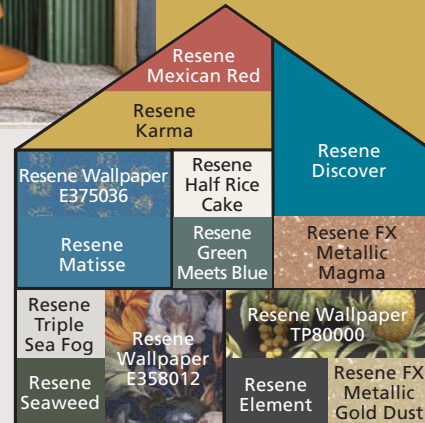 Resene
Mexican Red
Resene
Karma
Resene
Discover
Resene Wallpaper
E375036
Resene
Half Rice
Cake
Resene
Matisse
Resene
Green
Meets Blue
Resene FX
Metallic
Magma
Resene
Triple
Sea Fog
Resene
Wallpaper
E358012
Resene Wallpaper
TP80000
Resene
Seaweed
Resene
Element
Resene FX
Metallic
Gold Dust